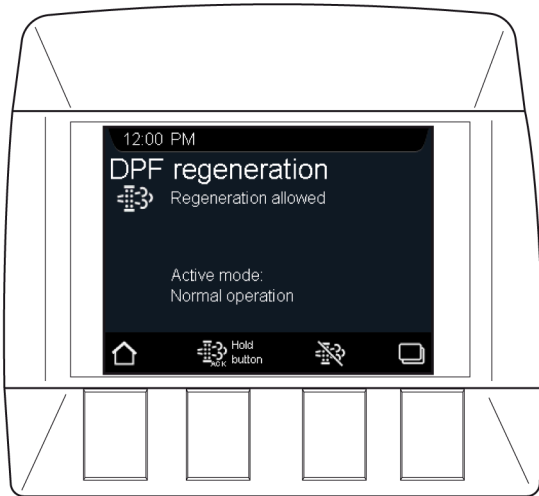 12:00 PM
DPF regeneration
Regeneration allowed
Active mode:
Normal operation
Hold
ACK button